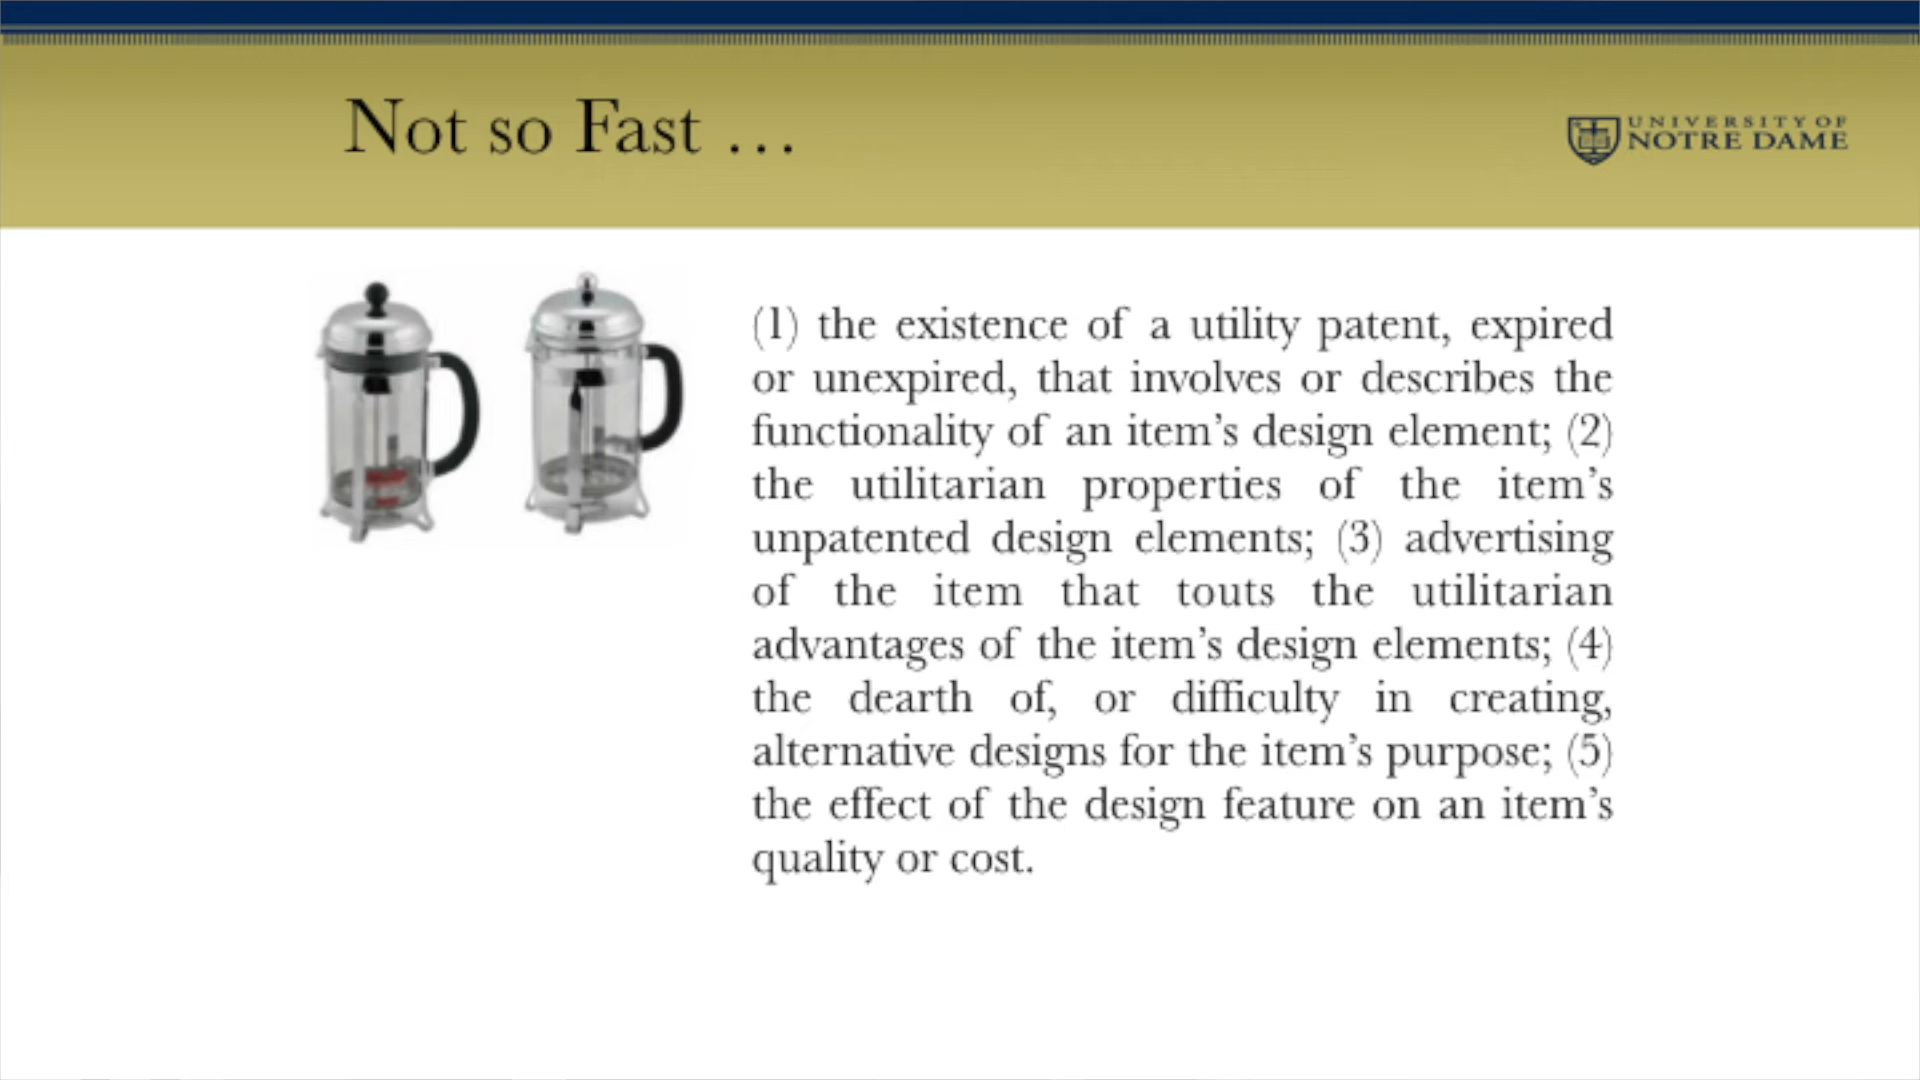 Not so Fast …
UNIVERSITY OF
NOTRE DAME
(1) the existence of a utility patent, expired
or unexpired, that involves or describes the
functionality of an item’s design element; (2)
the utilitarian properties of the item’s
unpatented design elements; (3) advertising
of the item that touts the utilitarian
advantages of the item’s design elements; (4)
the dearth of, or difficulty in creating,
alternative designs for the item’s purpose; (5)
the effect of the design feature on an item’s
quality or cost.